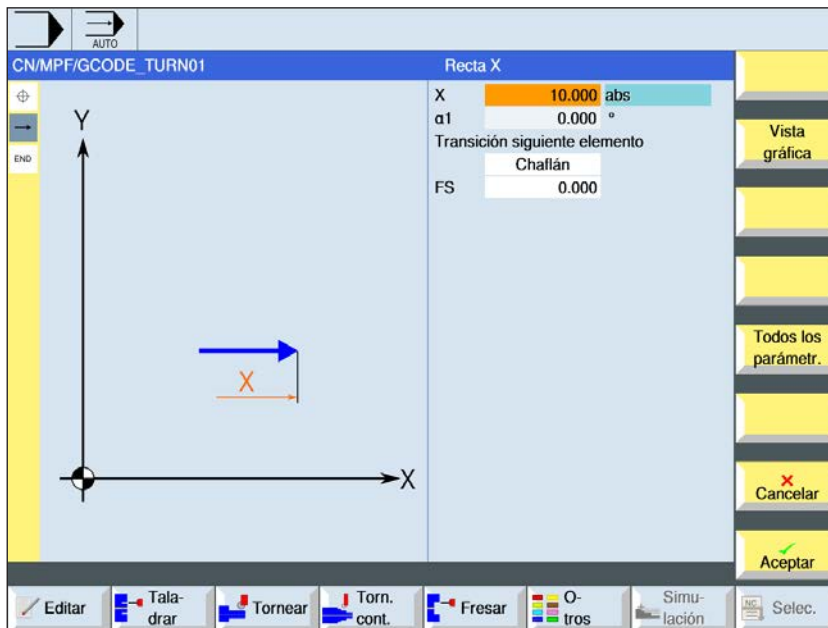 AUTO
CN/MPF/GCODE_TURN01
Recta X
X 10.000 abs
α1 0.000 °
Transición siguiente elemento
Chaflán
FS 0.000
END
Y
X
X
Vista
gráfica
Todos los
parámetr.
Cancelar
Aceptar
Editar
Tala-
drar
Tornear
Torn.
cont.
Fresar
O-
tros
Simu-
lación
NC
Selec.